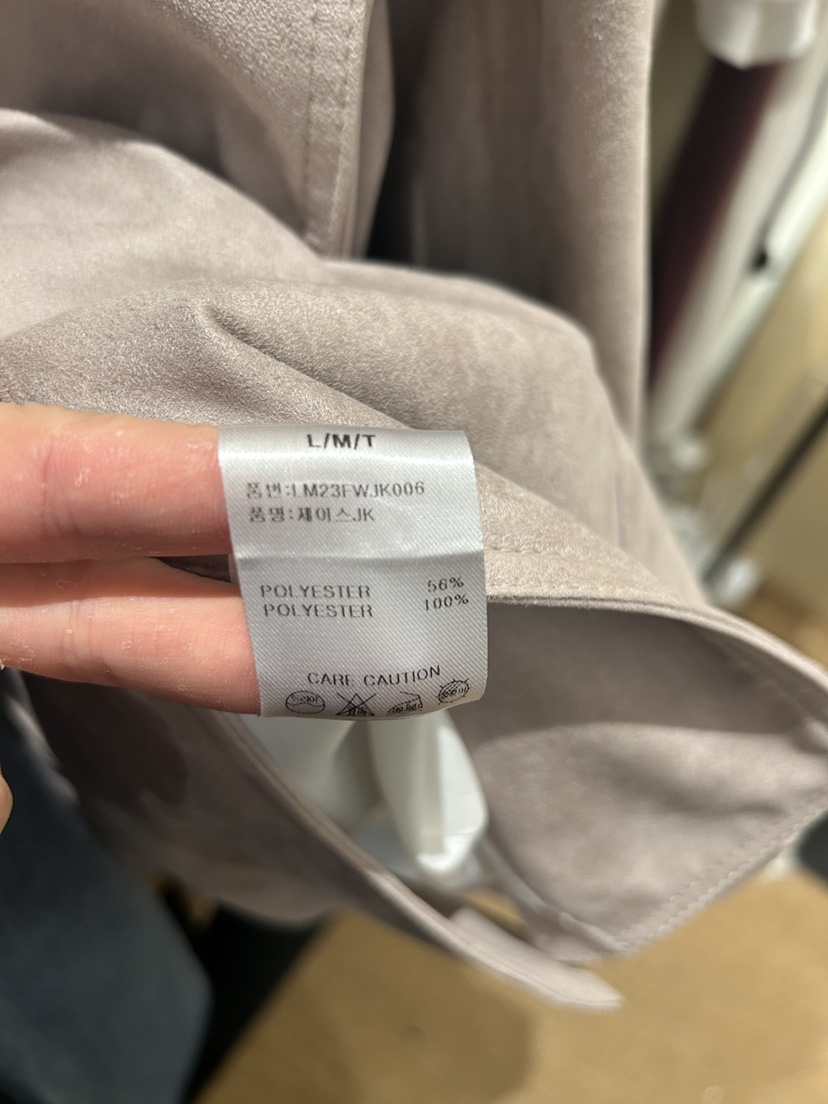 L/M/T
품번:LM23FWJK006
품명:제이스JK
POLYESTER 56%
POLYESTER 100%
CARE CAUTION